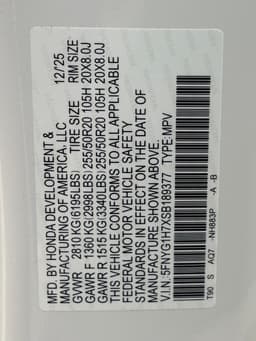 MFD. BY HONDA DEVELOPMENT &
MANUFACTURING OF AMERICA, LLC 12/25
GVWR 2810 KG(6195LBS) TIRE SIZE RIM SIZE
GAWR F 1360 KG(2998LBS) 255/50R20 105H 20X8.0J
GAWR R 1515 KG(3340LBS) 255/50R20 105H 20X8.0J
THIS VEHICLE CONFORMS TO ALL APPLICABLE
FEDERAL MOTOR VEHICLE SAFETY
STANDARDS IN EFFECT ON THE DATE OF
MANUFACTURE SHOWN ABOVE.
V.I.N. 5FNYG1H7XSB189377 TYPE:MPV
T90 S AQ7 -NH883P -A -B